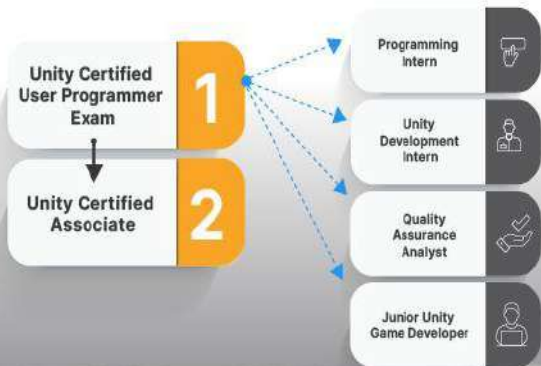 Unity Certified
User Programmer
Exam
1
Unity Certified
Associate
2
Programming
Intern
Unity
Development
Intern
Quality
Assurance
Analyst
Junior Unity
Game Developer